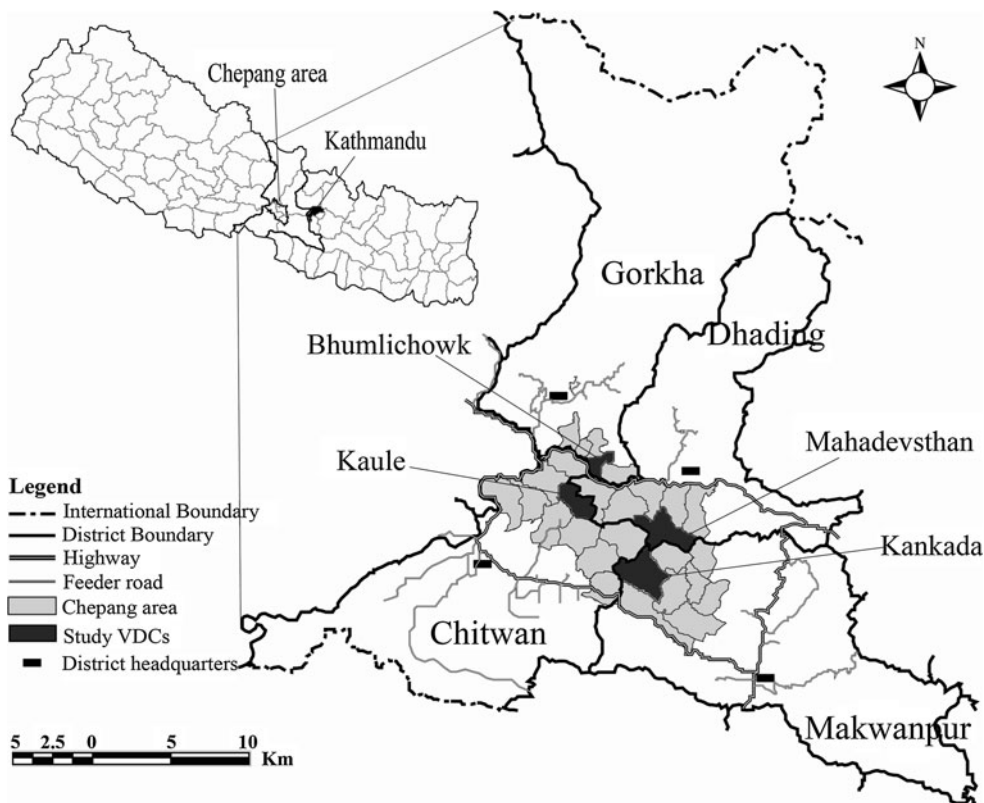 N
Chepang area
Kathmandu
Gorkha
Dhading
Bhumlichowk
Mahadevsthan
Kaule
Kankada
Chitwan
Makwanpur
Legend
International Boundary
District Boundary
Highway
Feeder road
Chepang area
Study VDCs
District headquarters
5 2.5 0 5 10
Km